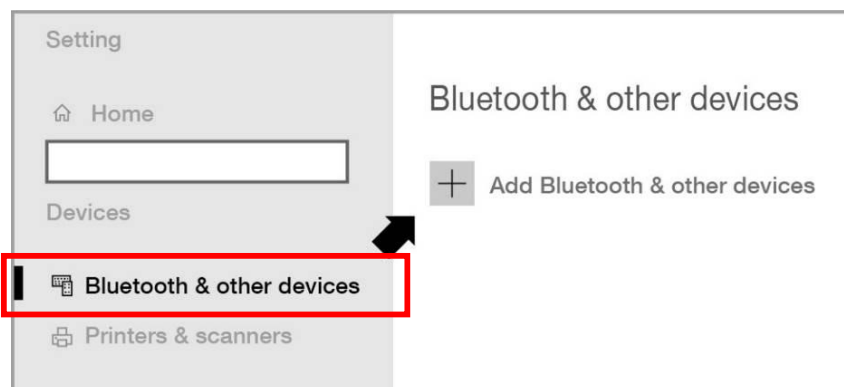 Setting
Home
Devices
Bluetooth & other devices
Printers & scanners
Bluetooth & other devices
Add Bluetooth & other devices